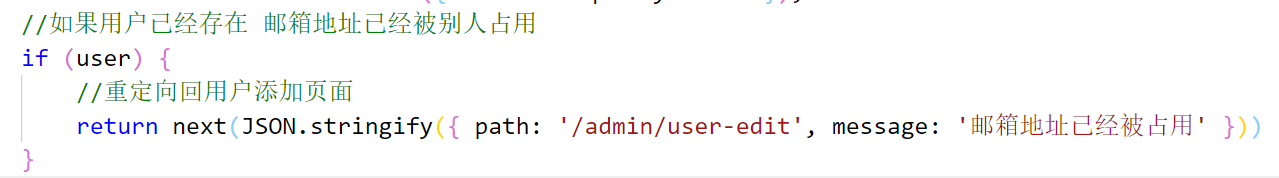 //如果用户已经存在 邮箱地址已经被别人占用
if (user) {
//重定向回用户添加页面
return next(JSON.stringify({ path: '/admin/user-edit', message: '邮箱地址已经被占用' }))
}